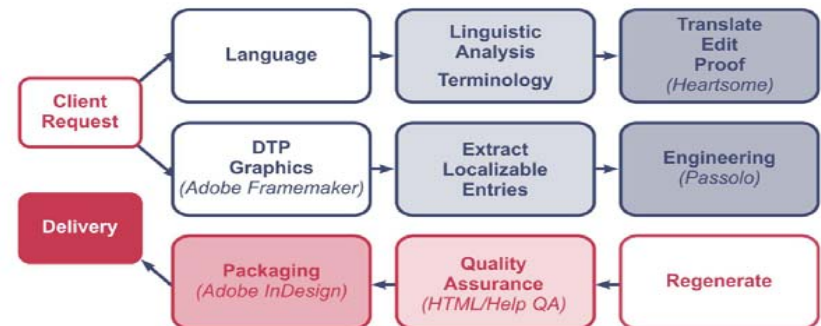 Client
Request
Language
Linguistic
Analysis
Terminology
Translate
Edit
Proof
(Heartsome)
DTP
Graphics
(Adobe Framemaker)
Extract
Localizable
Entries
Engineering
(Passolo)
Delivery
Packaging
(Adobe InDesign)
Quality
Assurance
(HTML/Help QA)
Regenerate